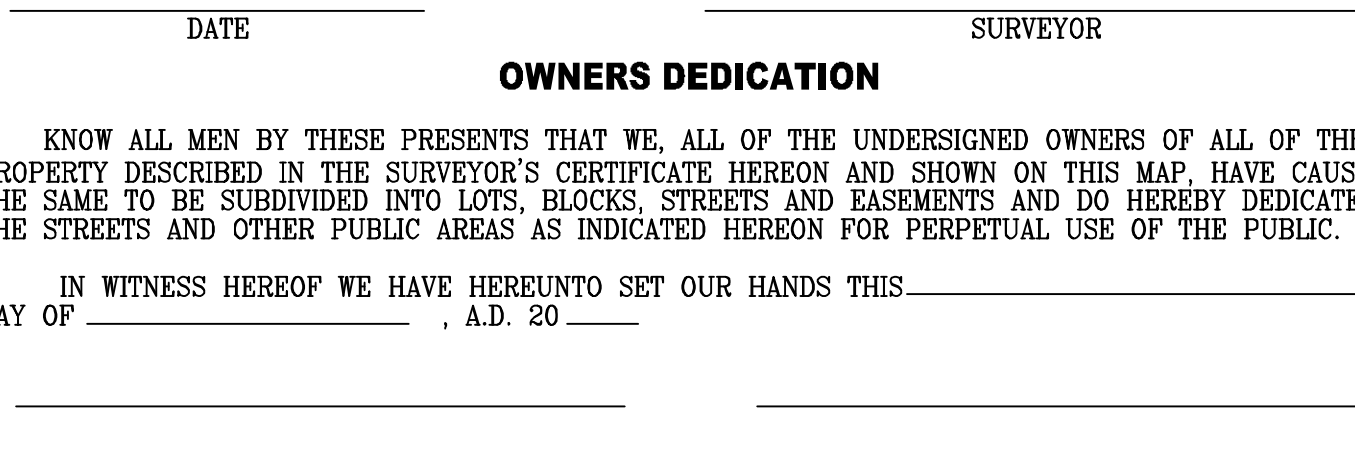 DATE SURVEYOR
OWNERS DEDICATION
KNOW ALL MEN BY THESE PRESENTS THAT WE, ALL OF THE UNDERSIGNED OWNERS OF ALL OF THE
ROPERTY DESCRIBED IN THE SURVEYOR'S CERTIFICATE HEREON AND SHOWN ON THIS MAP, HAVE CAUS
HE SAME TO BE SUBDIVIDED INTO LOTS, BLOCKS, STREETS AND EASEMENTS AND DO HEREBY DEDICATE
HE STREETS AND OTHER PUBLIC AREAS AS INDICATED HEREON FOR PERPETUAL USE OF THE PUBLIC.
IN WITNESS HEREOF WE HAVE HEREUNTO SET OUR HANDS THIS
AY OF , A.D. 20